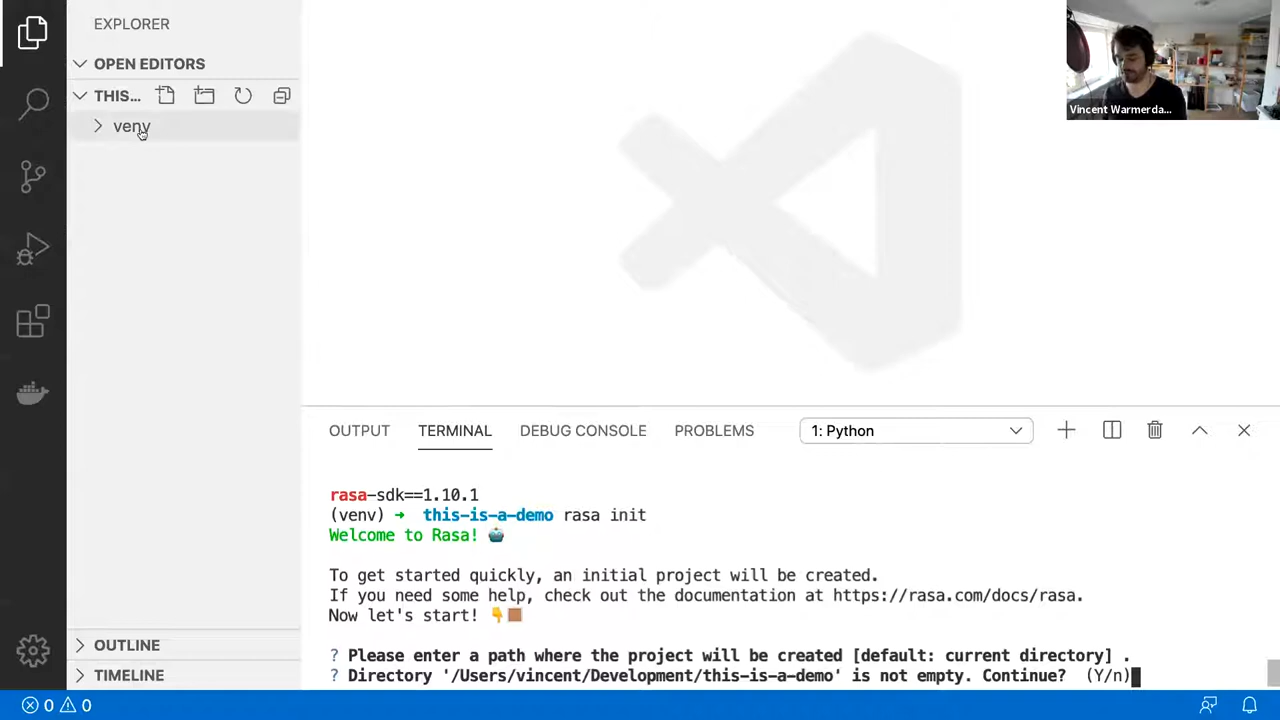 EXPLORER
OPEN EDITORS
THIS...
venv
OUTLINE
TIMELINE
0 0
Vincent Warmerda...
OUTPUT TERMINAL DEBUG CONSOLE PROBLEMS 1: Python
rasa-sdk==1.10.1
(venv) → this-is-a-demo rasa init
Welcome to Rasa! 🤖
To get started quickly, an initial project will be created.
If you need some help, check out the documentation at https://rasa.com/docs/rasa.
Now let's start! 👇🏽
? Please enter a path where the project will be created [default: current directory] .
? Directory '/Users/vincent/Development/this-is-a-demo' is not empty. Continue? (Y/n)